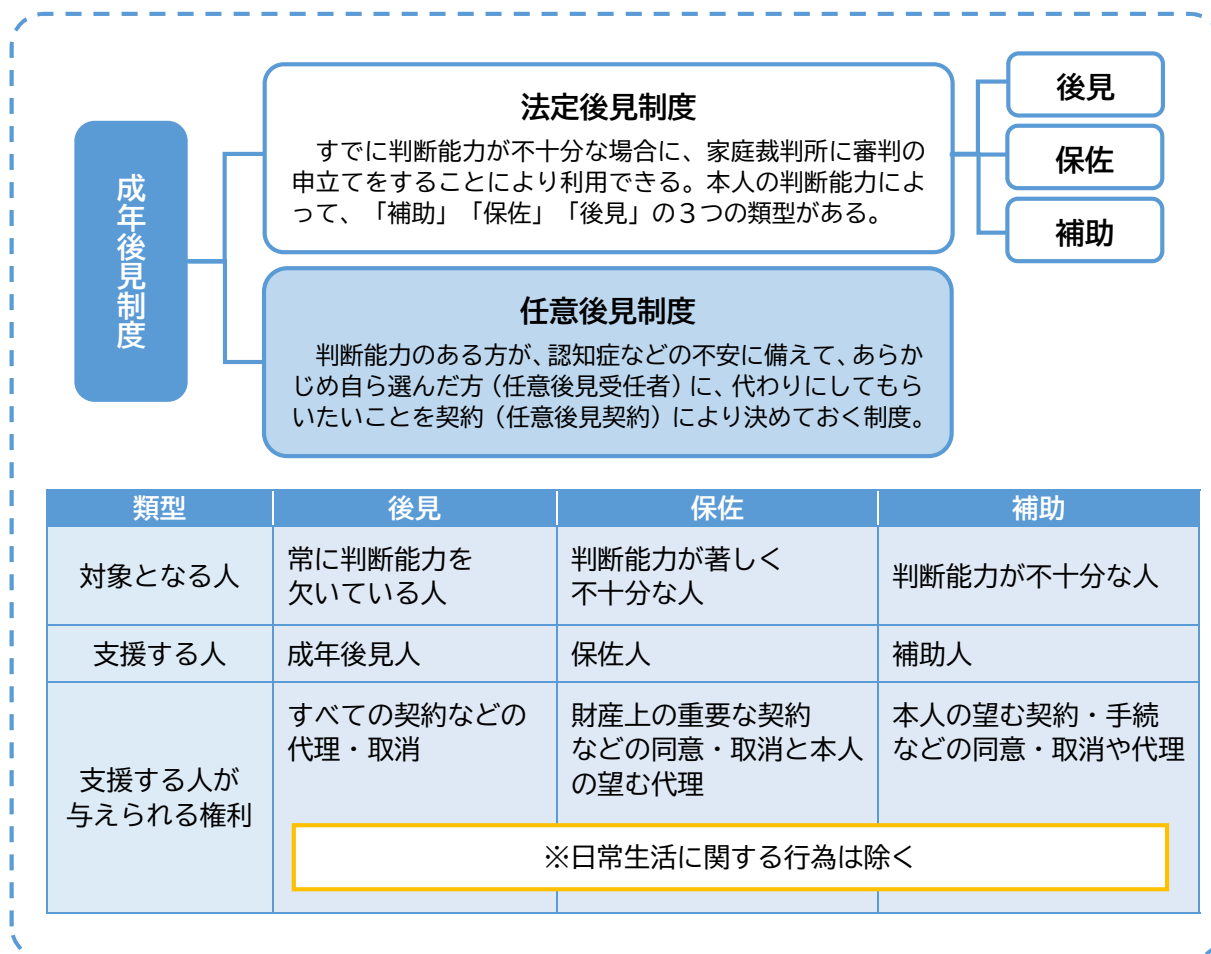 成年後見制度
法定後見制度
すでに判断能力が不十分な場合に、家庭裁判所に審判の
申立てをすることにより利用できる。本人の判断能力によ
って、「補助」「保佐」「後見」の３つの類型がある。
後見
保佐
補助
任意後見制度
判断能力のある方が、認知症などの不安に備えて、あらか
じめ自ら選んだ方（任意後見受任者）に、代わりにしてもら
いたいことを契約（任意後見契約）により決めておく制度。
類型
後見
保佐
補助
対象となる人
常に判断能力を
欠いている人
判断能力が著しく
不十分な人
判断能力が不十分な人
支援する人
成年後見人
保佐人
補助人
支援する人が
与えられる権利
すべての契約などの
代理・取消
財産上の重要な契約
などの同意・取消と本人
の望む代理
本人の望む契約・手続
などの同意・取消や代理
※日常生活に関する行為は除く